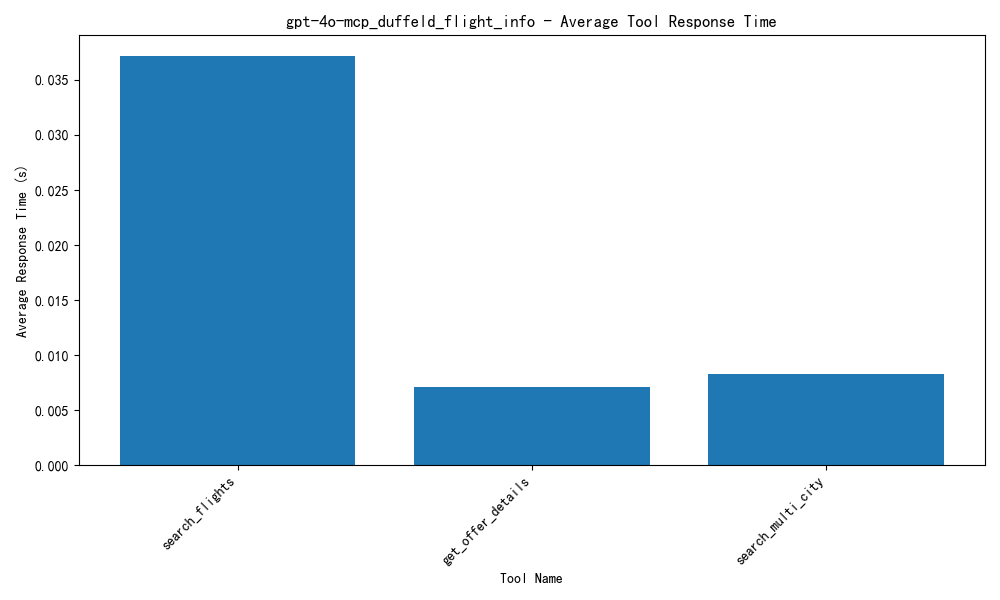 gpt-4o-mcp_duffeld_flight_info - Average Tool Response Time
Average Response Time (s)
0.035
0.030
0.025
0.020
0.015
0.010
0.005
0.000
search_flights
get_offer_details
search_multi_city
Tool Name